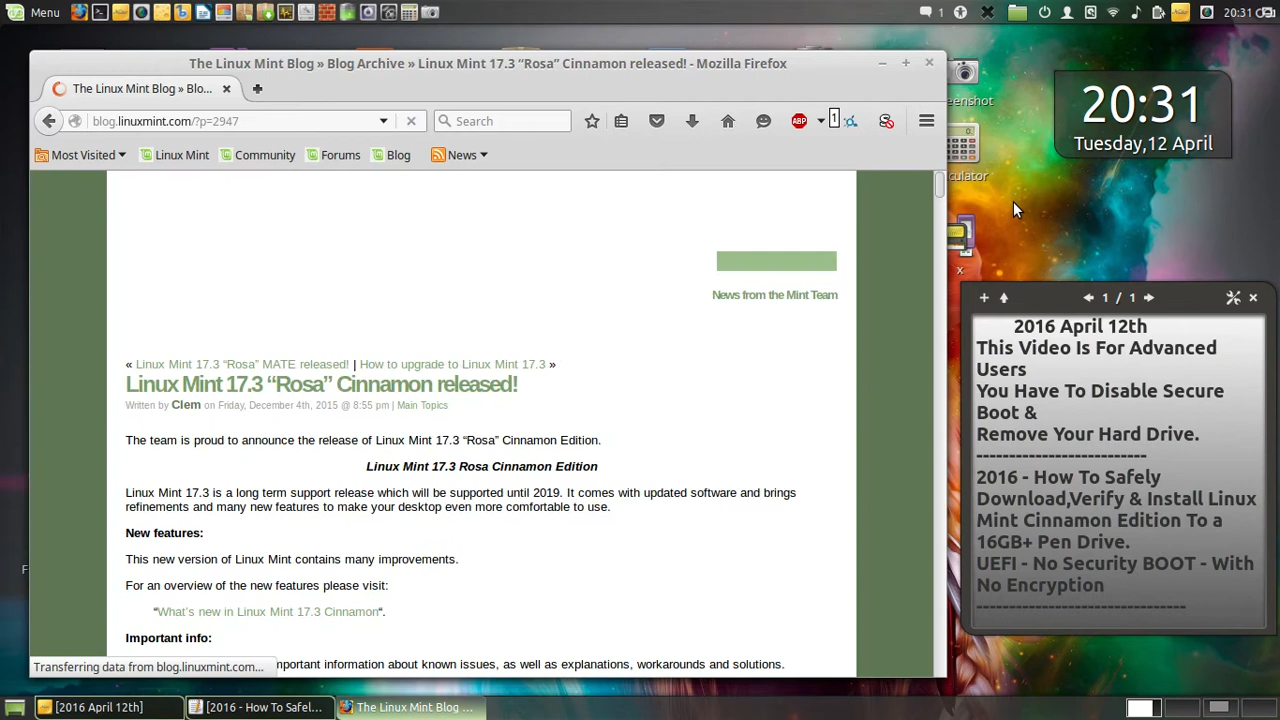 Menu
1
20:31
The Linux Mint Blog » Blog Archive » Linux Mint 17.3 “Rosa” Cinnamon released! - Mozilla Firefox
The Linux Mint Blog » Blo...
blog.linuxmint.com/?p=2947
Search
ABP
1
Most Visited
Linux Mint
Community
Forums
Blog
News
News from the Mint Team
« Linux Mint 17.3 “Rosa” MATE released! | How to upgrade to Linux Mint 17.3 »
Linux Mint 17.3 “Rosa” Cinnamon released!
Written by Clem on Friday, December 4th, 2015 @ 8:55 pm | Main Topics
The team is proud to announce the release of Linux Mint 17.3 “Rosa” Cinnamon Edition.
Linux Mint 17.3 Rosa Cinnamon Edition
Linux Mint 17.3 is a long term support release which will be supported until 2019. It comes with updated software and brings
refinements and many new features to make your desktop even more comfortable to use.
New features:
This new version of Linux Mint contains many improvements.
For an overview of the new features please visit:
“What’s new in Linux Mint 17.3 Cinnamon“.
Important info:
important information about known issues, as well as explanations, workarounds and solutions.
Transferring data from blog.linuxmint.com...
eenshot
culator
x
F
20:31
Tuesday,12 April
1 / 1
2016 April 12th
This Video Is For Advanced
Users
You Have To Disable Secure
Boot &
Remove Your Hard Drive.
--------------------------
2016 - How To Safely
Download,Verify & Install Linux
Mint Cinnamon Edition To a
16GB+ Pen Drive.
UEFI - No Security BOOT - With
No Encryption
--------------------------------
[2016 April 12th]
[2016 - How To Safel...
The Linux Mint Blog ...